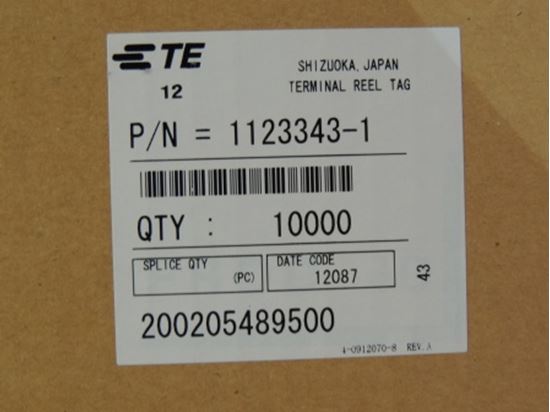 TE
SHIZUOKA, JAPAN
12
TERMINAL REEL TAG
P/N = 1123343-1
QTY : 10000
SPLICE QTY
(PC)
DATE CODE
12087
43
200205489500
4-0912070-8 REV.A